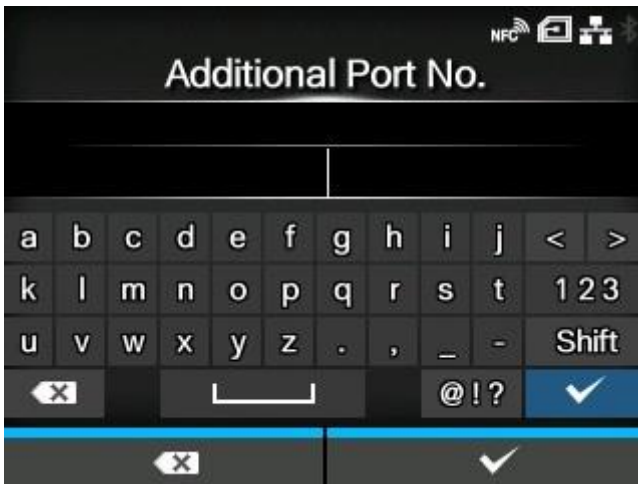 NFC
Additional Port No.
a b c d e f g h i j < >
k l m n o p q r s t 123
u v w x y z . , _ - Shift
@!?